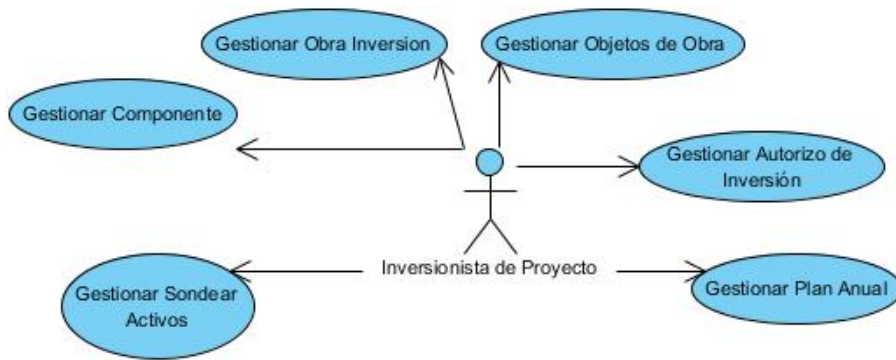 Gestionar Obra Inversion
Gestionar Objetos de Obra
Gestionar Componente
Gestionar Autorizo de
Inversión
Inversionista de Proyecto
Gestionar Sondear
Activos
Gestionar Plan Anual